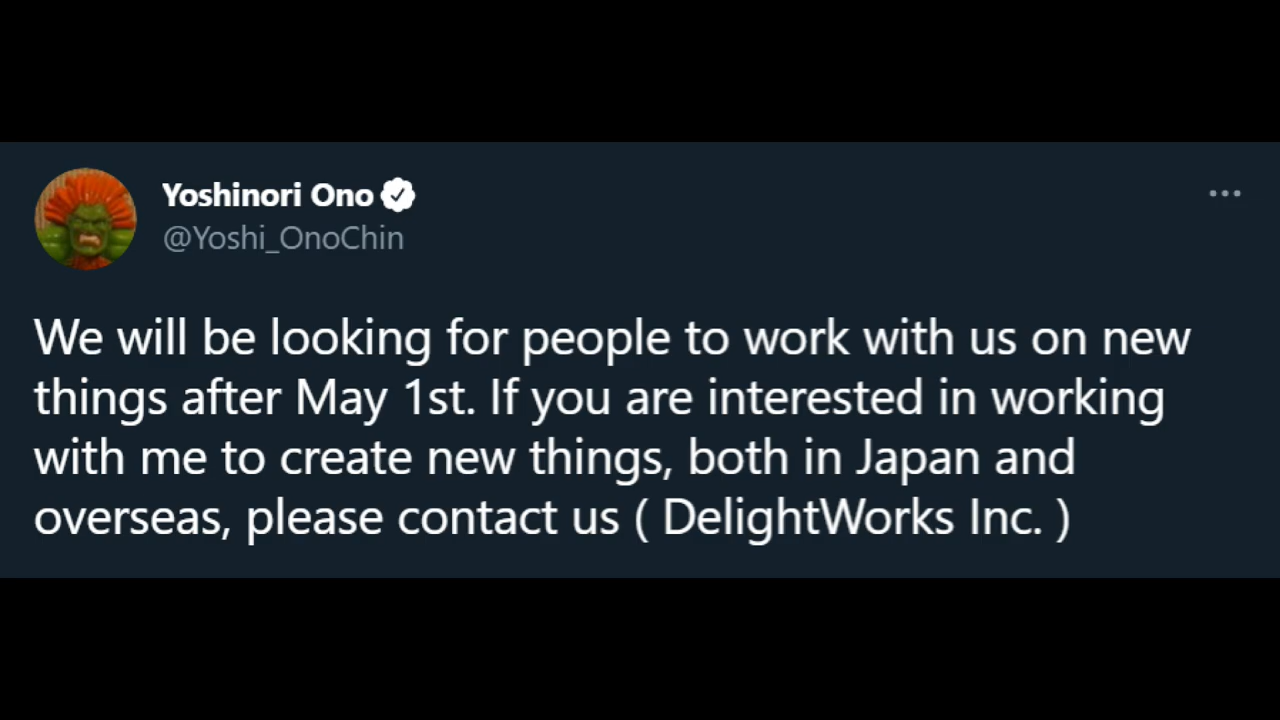 Yoshinori Ono
@Yoshi_OnoChin
We will be looking for people to work with us on new
things after May 1st. If you are interested in working
with me to create new things, both in Japan and
overseas, please contact us ( DelightWorks Inc. )